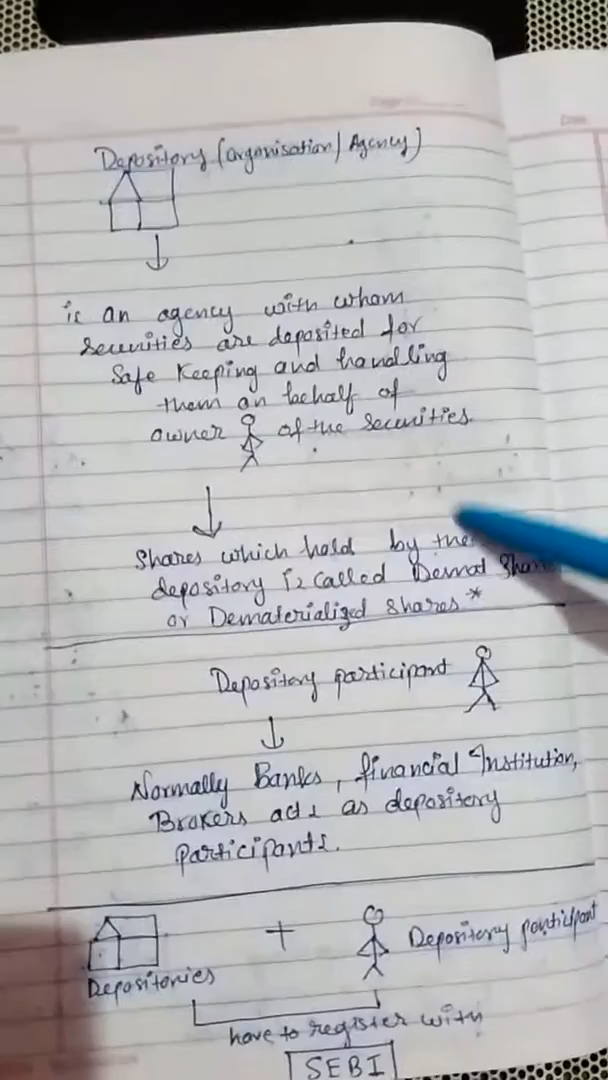 Depository (Organisation/Agency)
is an agency with whom
securities are deposited for
Safe Keeping and handling
them on behalf of
owner of the securities.
Shares which hold by the
depository is called Demat
or Dematerialized shares *
Depository participant
Normally Banks, financial Institution,
Brokers acts as depository
participants.
Depositories + Depository participant
have to register with
SEBI